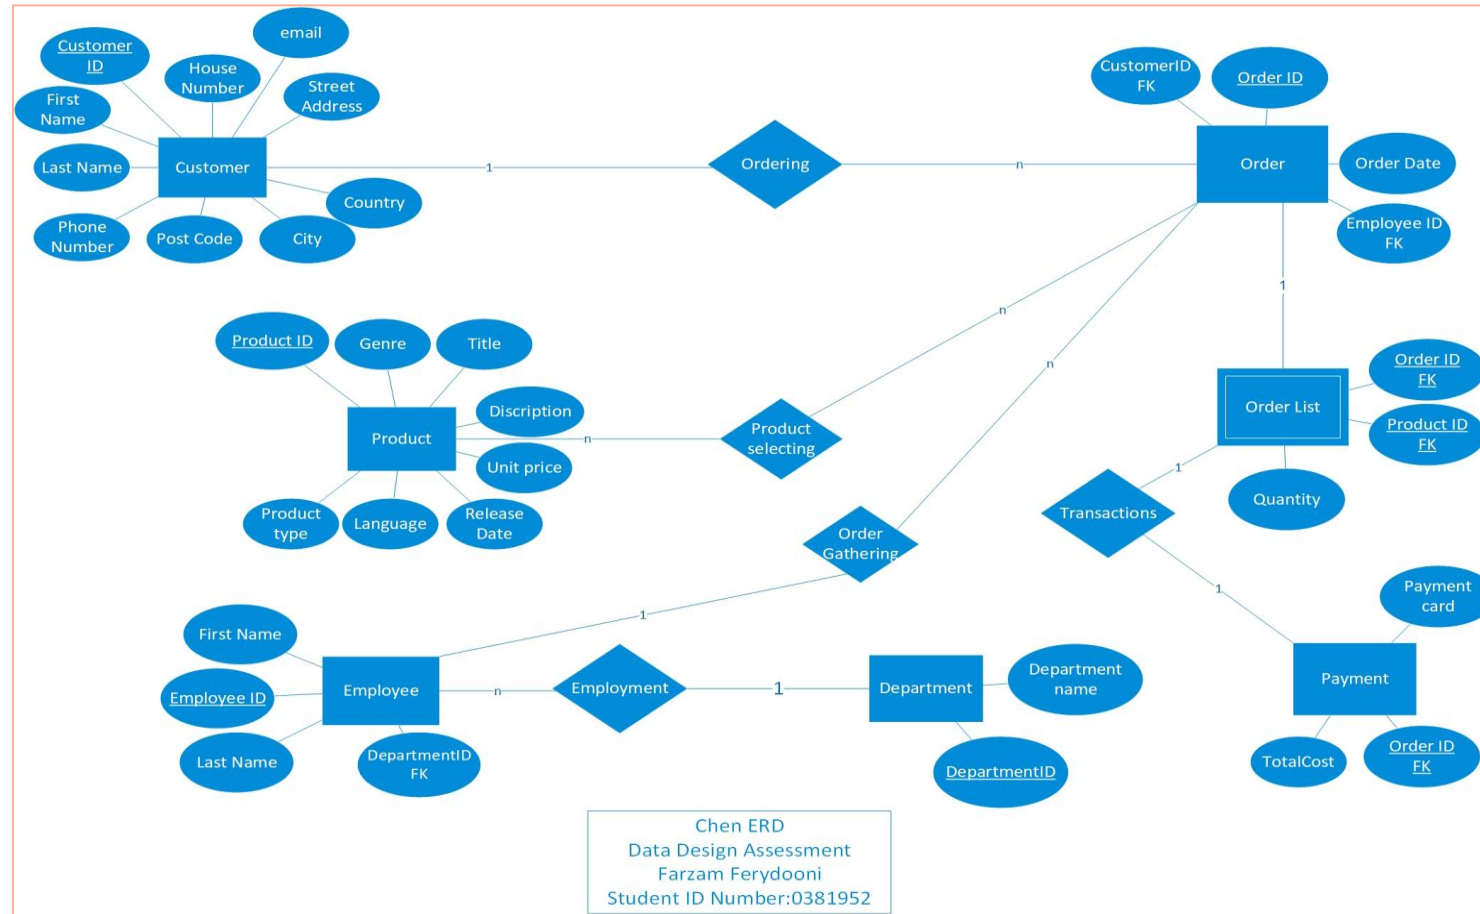 email
Customer
ID
House
Number
Street
Address
First
Name
Last Name
Customer
Phone
Number
Post Code
City
Country
1
Ordering
n
CustomerID
FK
Order ID
Order
Order Date
Employee ID
FK
1
n
n
Product ID
Genre
Title
Discription
Product
n
Unit price
Product
type
Language
Release
Date
Product
selecting
Order
Gathering
1
Order List
Order ID
FK
Product ID
FK
Quantity
1
Transactions
1
Payment
card
Payment
TotalCost
Order ID
FK
First Name
Employee ID
Last Name
Employee
DepartmentID
FK
n
Employment
1
Department
Department
name
DepartmentID
Chen ERD
Data Design Assessment
Farzam Ferydooni
Student ID Number:0381952